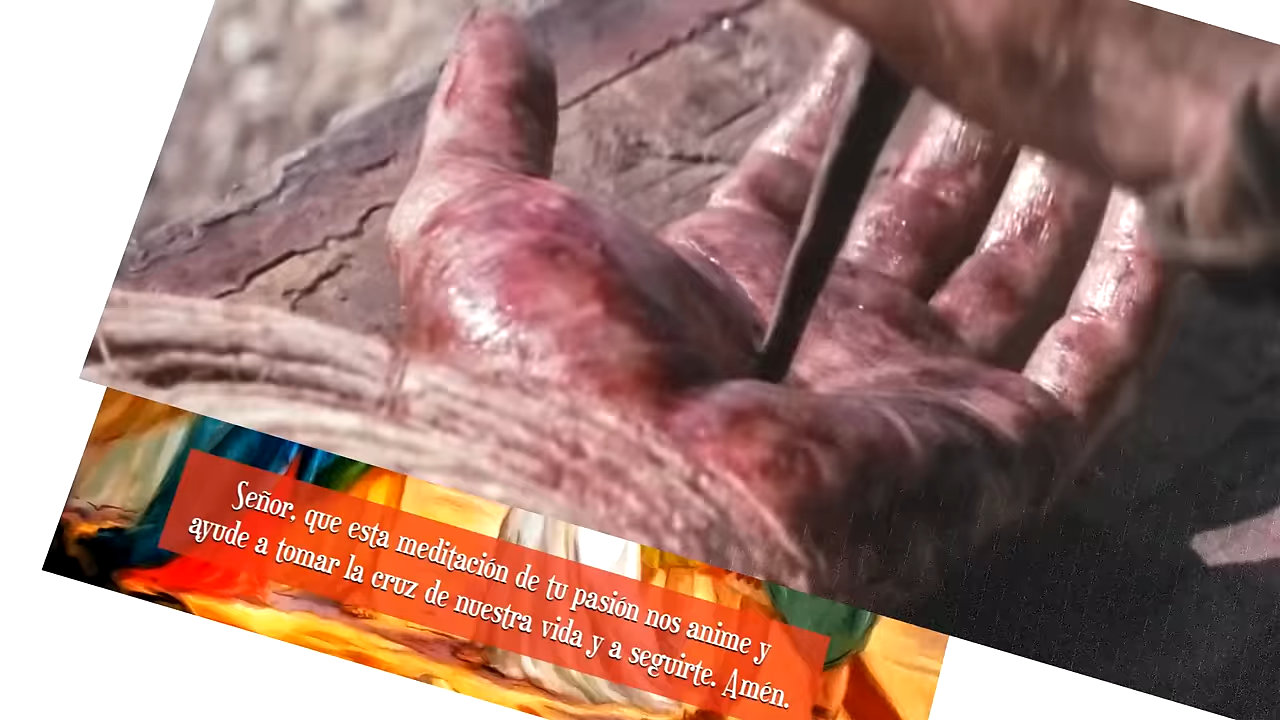 Señor, que esta meditación de tu pasión nos anime y
ayude a tomar la cruz de nuestra vida y a seguirte. Amén.